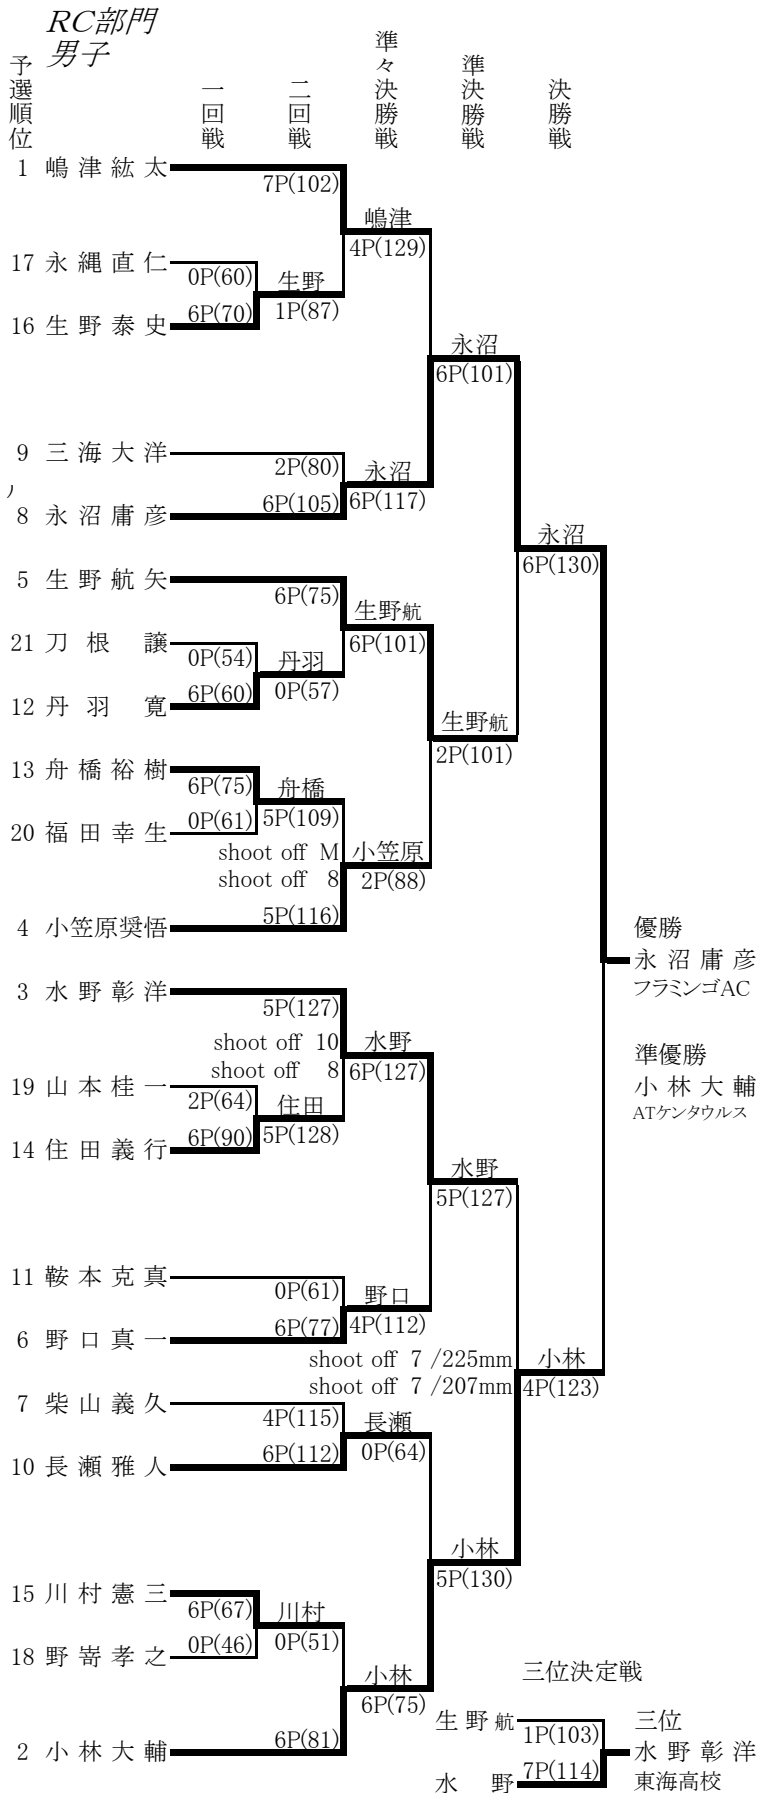 RC部門
男子
予選順位
一回戦
二回戦
準々決勝戦
準決勝戦
決勝戦
1 嶋津紘太
7P(102)
嶋津
4P(129)
17 永縄直仁
0P(60)
生野
1P(87)
6P(70)
16 生野泰史
永沼
6P(101)
9 三海大洋
2P(80)
永沼
6P(117)
6P(105)
8 永沼庸彦
永沼
6P(130)
5 生野航矢
6P(75)
生野航
6P(101)
21 刀根 譲
0P(54)
丹羽
0P(57)
6P(60)
12 丹羽 寛
生野航
2P(101)
13 舟橋裕樹
6P(75)
舟橋
5P(109)
0P(61)
20 福田幸生
shoot off M
shoot off 8
小笠原
2P(88)
5P(116)
4 小笠原奨悟
優勝
永沼庸彦
フラミンゴAC
3 水野彰洋
5P(127)
shoot off 10
shoot off 8
水野
6P(127)
準優勝
小林大輔
ATケンタウルス
19 山本桂一
2P(64)
住田
5P(128)
6P(90)
14 住田義行
水野
5P(127)
11 鞍本克真
0P(61)
野口
4P(112)
6P(77)
6 野口真一
shoot off 7 /225mm
shoot off 7 /207mm
小林
4P(123)
7 柴山義久
4P(115)
長瀬
0P(64)
6P(112)
10 長瀬雅人
小林
5P(130)
15 川村憲三
6P(67)
川村
0P(51)
0P(46)
18 野嵜孝之
小林
6P(75)
6P(81)
2 小林大輔
三位決定戦
生野航
1P(103)
三位
水野彰洋
東海高校
7P(114)
水野